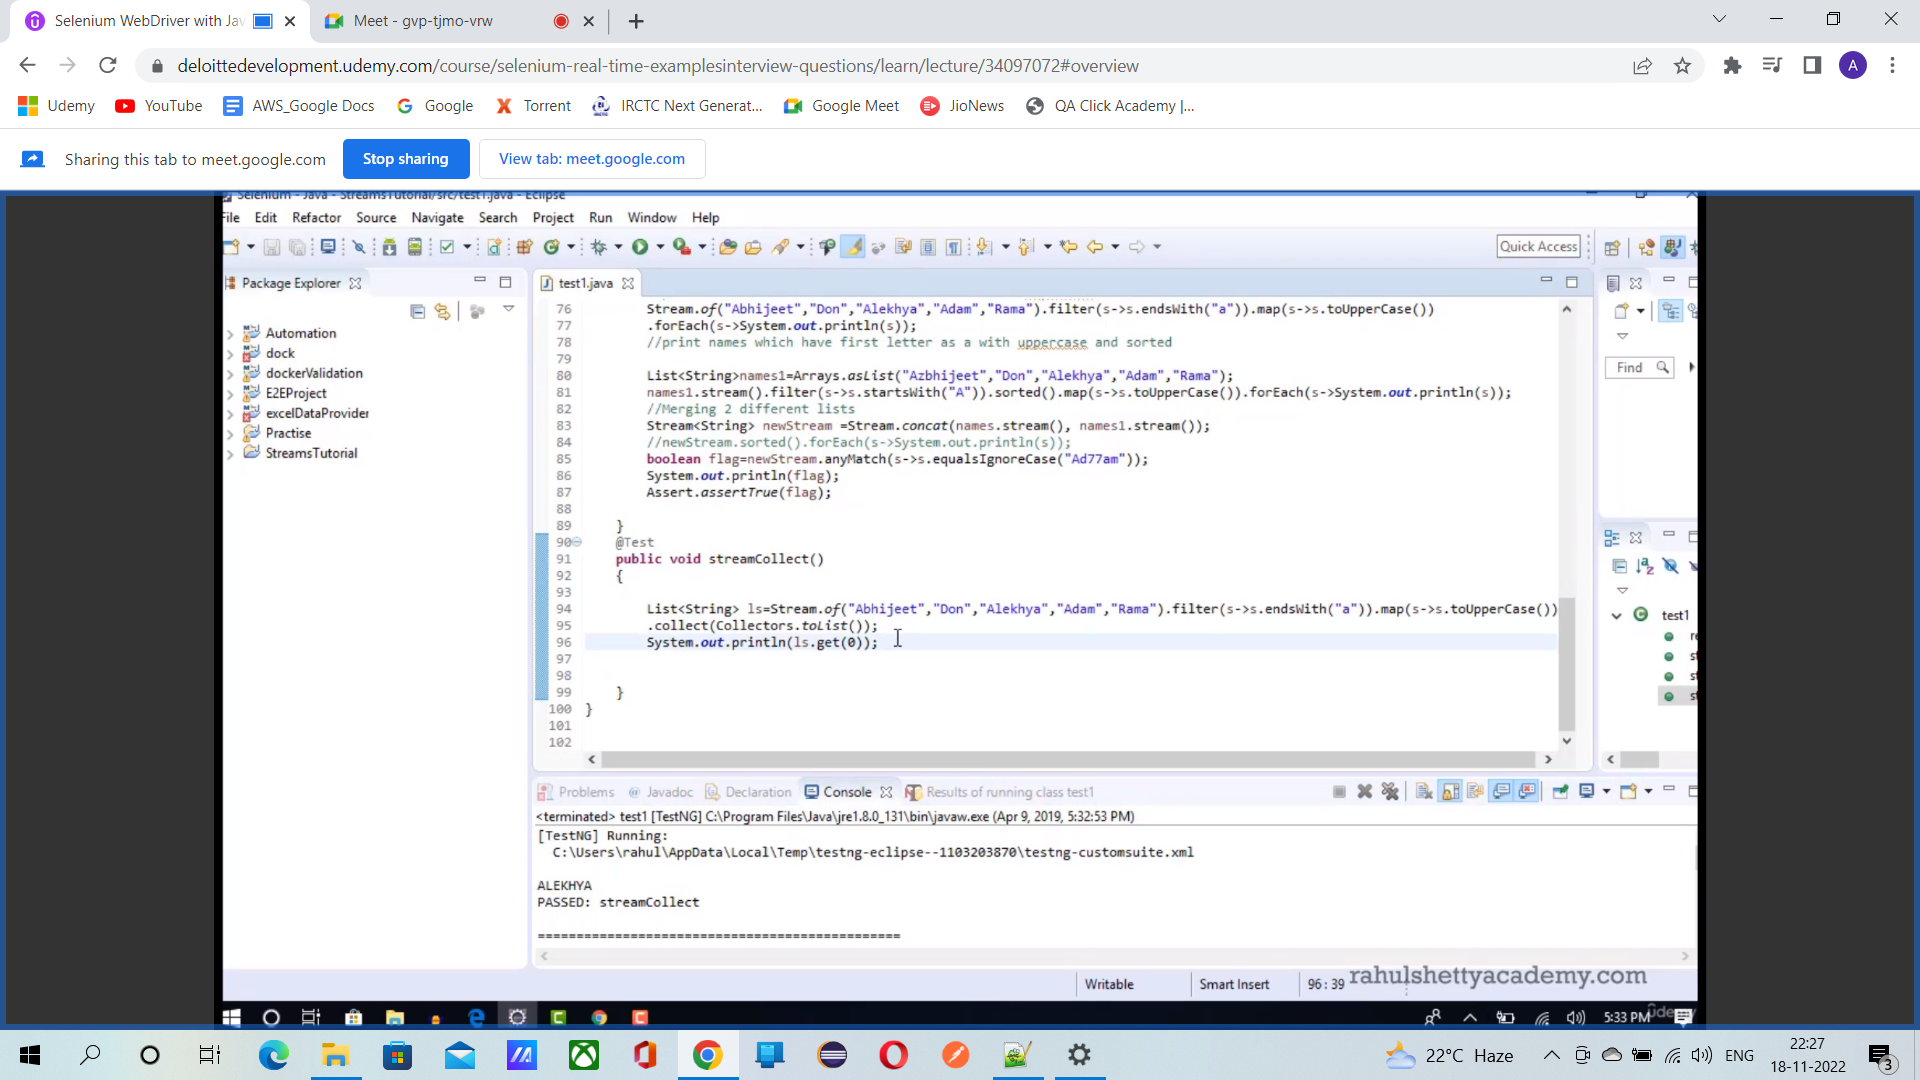 Selenium WebDriver with Jav
Meet - gvp-tjmo-vrw
deloittedevelopment.udemy.com/course/selenium-real-time-examplesinterview-questions/learn/lecture/34097072#overview
A
Udemy YouTube AWS_Google Docs Google Torrent IRCTC Next Generat... Google Meet JioNews QA Click Academy |...
Sharing this tab to meet.google.com Stop sharing View tab: meet.google.com
Selenium - Java - StreamsTutorial/src/test1.java - Eclipse
File Edit Refactor Source Navigate Search Project Run Window Help
Quick Access
Package Explorer
test1.java
Automation
dock
dockerValidation
E2EProject
excelDataProvider
Practise
StreamsTutorial
76 Stream.of("Abhijeet","Don","Alekhya","Adam","Rama").filter(s->s.endsWith("a")).map(s->s.toUpperCase())
77 .forEach(s->System.out.println(s));
78 //print names which have first letter as a with uppercase and sorted
79
80 List<String>names1=Arrays.asList("Azbhijeet","Don","Alekhya","Adam","Rama");
81 names1.stream().filter(s->s.startsWith("A")).sorted().map(s->s.toUpperCase()).forEach(s->System.out.println(s));
82 //Merging 2 different lists
83 Stream<String> newStream =Stream.concat(names.stream(), names1.stream());
84 //newStream.sorted().forEach(s->System.out.println(s));
85 boolean flag=newStream.anyMatch(s->s.equalsIgnoreCase("Ad77am"));
86 System.out.println(flag);
87 Assert.assertTrue(flag);
88
89 }
90 @Test
91 public void streamCollect()
92 {
93
94 List<String> ls=Stream.of("Abhijeet","Don","Alekhya","Adam","Rama").filter(s->s.endsWith("a")).map(s->s.toUpperCase())
95 .collect(Collectors.toList());
96 System.out.println(ls.get(0));
97
98
99 }
100 }
101
102
Find
test1
Problems @ Javadoc Declaration Console Results of running class test1
<terminated> test1 [TestNG] C:\Program Files\Java\jre1.8.0_131\bin\javaw.exe (Apr 9, 2019, 5:32:53 PM)
[TestNG] Running:
C:\Users\rahul\AppData\Local\Temp\testng-eclipse--1103203870\testng-customsuite.xml
ALEKHYA
PASSED: streamCollect
===============================================
Writable Smart Insert 96 : 39
rahulshettyacademy.com
5:33 PM
22°C Haze
ENG
22:27
18-11-2022
3